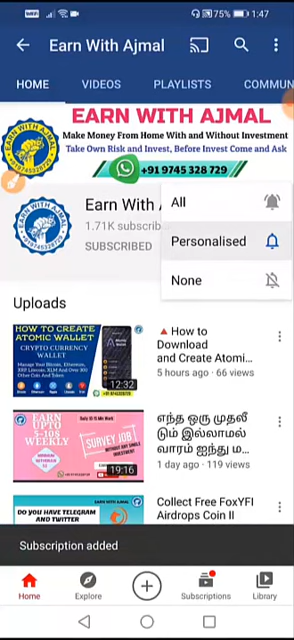 75% 1:47
Earn With Ajmal
HOME VIDEOS PLAYLISTS COMMUN
EARN WITH AJMAL
Make Money From Home With and Without Investment
Take Own Risk and Invest, Before Invest Come and Ask
+91 9745 328 729
Earn With A
1.71K subscrib
SUBSCRIBED
All
Personalised
None
Uploads
HOW TO CREATE
ATOMIC WALLET
CRYPTO CURRENCY
WALLET
12:32
How to
Download
and Create Atomi...
5 hours ago · 66 views
EARN
UPTO
5-10$
WEEKLY
SURVEY JOB
19:16
எந்த ஒரு முதலீ
டும் இல்லாமல்
வாரம் ஐந்து ம...
1 day ago · 119 views
DO YOU HAVE TELEGRAM
AND TWITTER
Collect Free FoxYFI
Airdrops Coin II
Subscription added
Home Explore Subscriptions Library